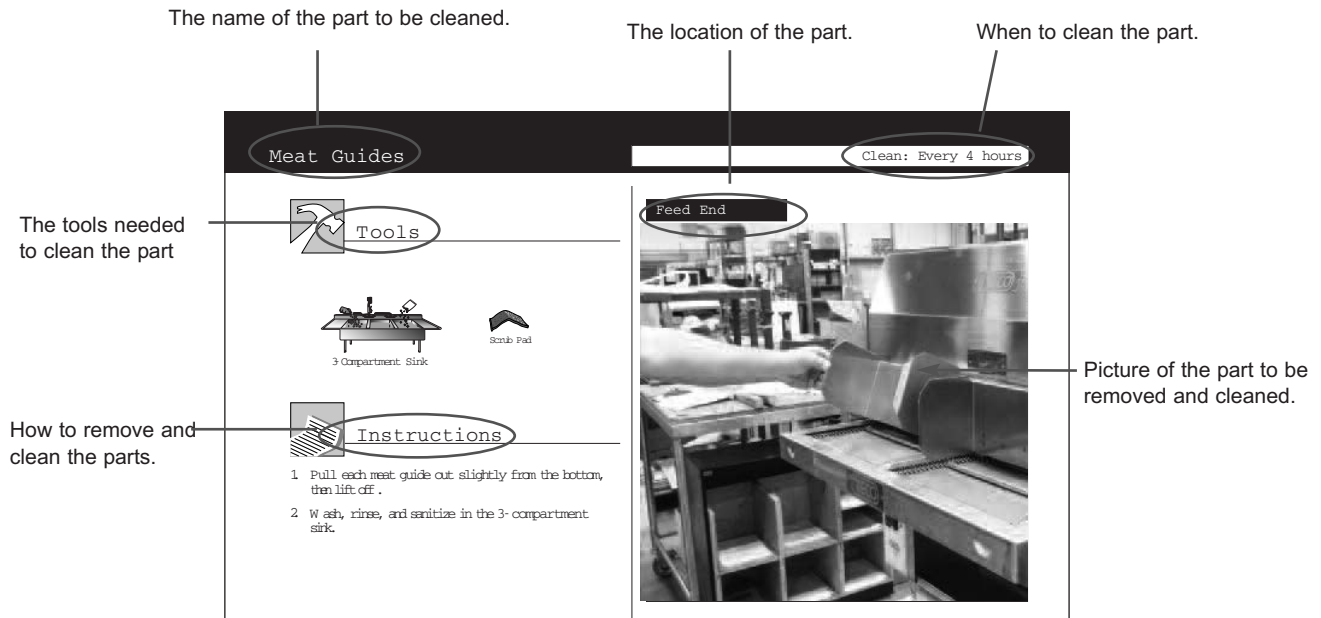 The name of the part to be cleaned.
The location of the part.
When to clean the part.
Meat Guides
Clean: Every 4 hours
The tools needed
to clean the part
Tools
Feed End
3-Compartment Sink
Scrub Pad
Picture of the part to be
removed and cleaned.
How to remove and
clean the parts.
Instructions
1. Pull each meat guide out slightly from the bottom,
then lift off .
2. W ash, rinse, and sanitize in the 3- compartment
sink.